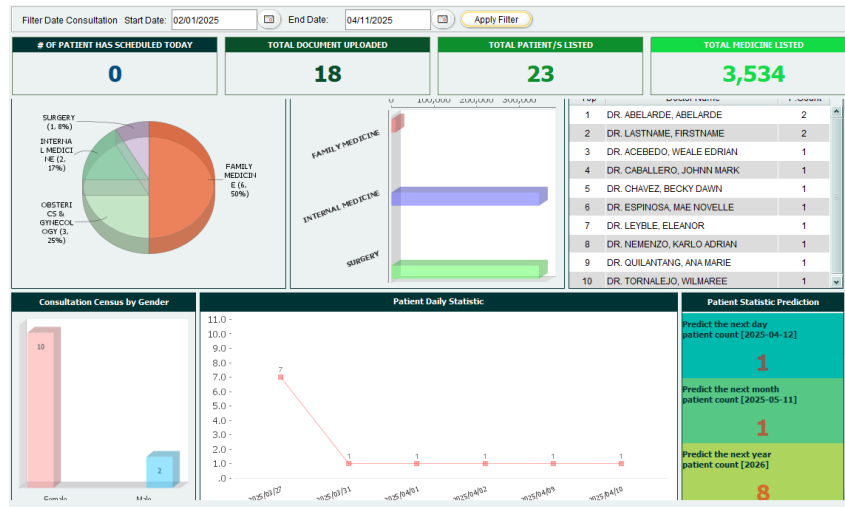 Filter Date Consultation Start Date: 02/01/2025 End Date: 04/11/2025 Apply Filter
# OF PATIENT HAS SCHEDULED TODAY
0
TOTAL DOCUMENT UPLOADED
18
TOTAL PATIENT/S LISTED
23
TOTAL MEDICINE LISTED
3,534
SURGERY
(1, 8%)
INTERNA
L MEDICI
NE (2,
17%)
OBSTERI
CS &
GYNECOL
OGY (3,
25%)
FAMILY
MEDICIN
E (6,
50%)
0 100,000 200,000 300,000
FAMILY MEDICINE
INTERNAL MEDICINE
SURGERY
Top Doctor Name P.Count
1 DR. ABELARDE, ABELARDE 2
2 DR. LASTNAME, FIRSTNAME 2
3 DR. ACEBEDO, WEALE EDRIAN 1
4 DR. CABALLERO, JOHNN MARK 1
5 DR. CHAVEZ, BECKY DAWN 1
6 DR. ESPINOSA, MAE NOVELLE 1
7 DR. LEYBLE, ELEANOR 1
8 DR. NEMENZO, KARLO ADRIAN 1
9 DR. QUILANTANG, ANA MARIE 1
10 DR. TORNALEJO, WILMAREE 1
Consultation Census by Gender
10
2
Female Male
Patient Daily Statistic
11.0
10.0
9.0
8.0
7.0
6.0
5.0
4.0
3.0
2.0
1.0
.0
7 1 1 1 1 1
2025/03/27 2025/03/31 2025/04/01 2025/04/02 2025/04/09 2025/04/10
Patient Statistic Prediction
Predict the next day
patient count [2025-04-12]
1
Predict the next month
patient count [2025-05-11]
1
Predict the next year
patient count [2026]
8